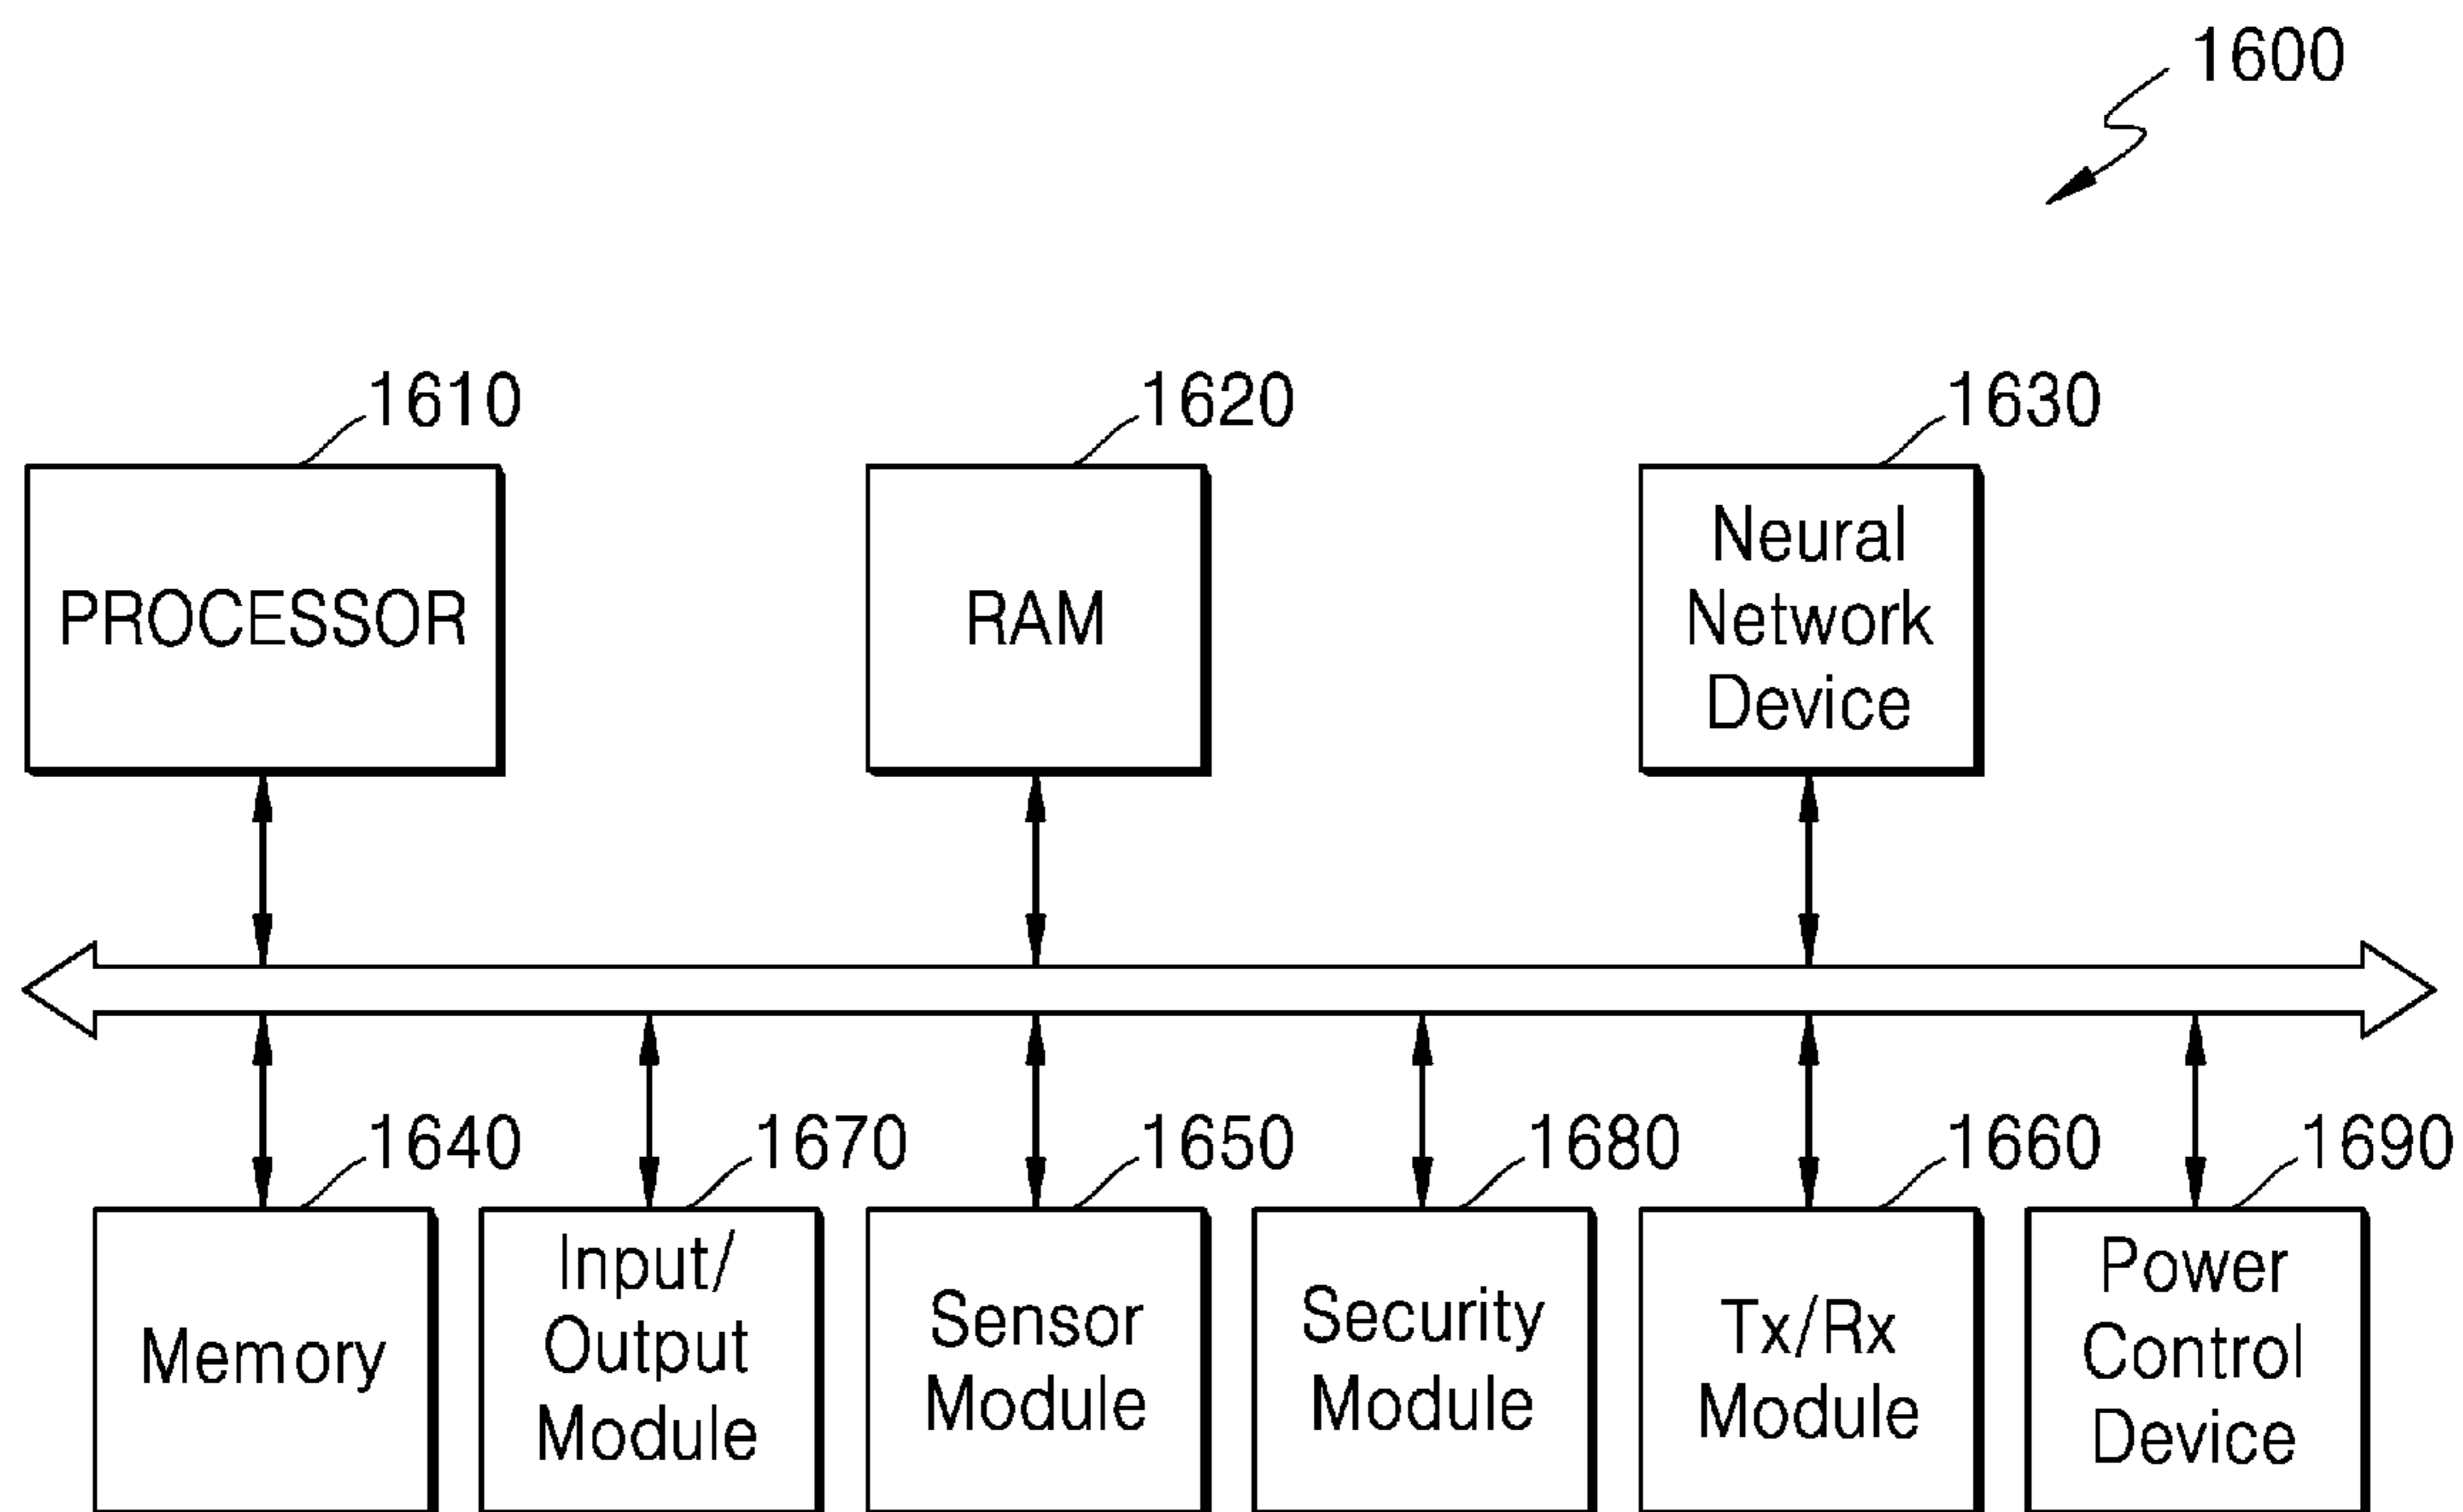 1600
1610
1620
1630
PROCESSOR
RAM
Neural
Network
Device
1640
1670
1650
1680
1660
1690
Memory
Input/
Output
Module
Sensor
Module
Security
Module
Tx/Rx
Module
Power
Control
Device